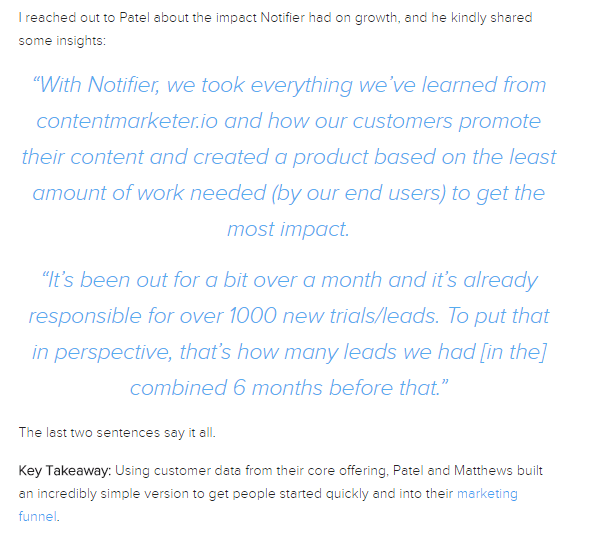 I reached out to Patel about the impact Notifier had on growth, and he kindly shared
some insights:
“With Notifier, we took everything we’ve learned from
contentmarketer.io and how our customers promote
their content and created a product based on the least
amount of work needed (by our end users) to get the
most impact.
“It’s been out for a bit over a month and it’s already
responsible for over 1000 new trials/leads. To put that
in perspective, that’s how many leads we had [in the]
combined 6 months before that.”
The last two sentences say it all.
Key Takeaway: Using customer data from their core offering, Patel and Matthews built
an incredibly simple version to get people started quickly and into their marketing
funnel.